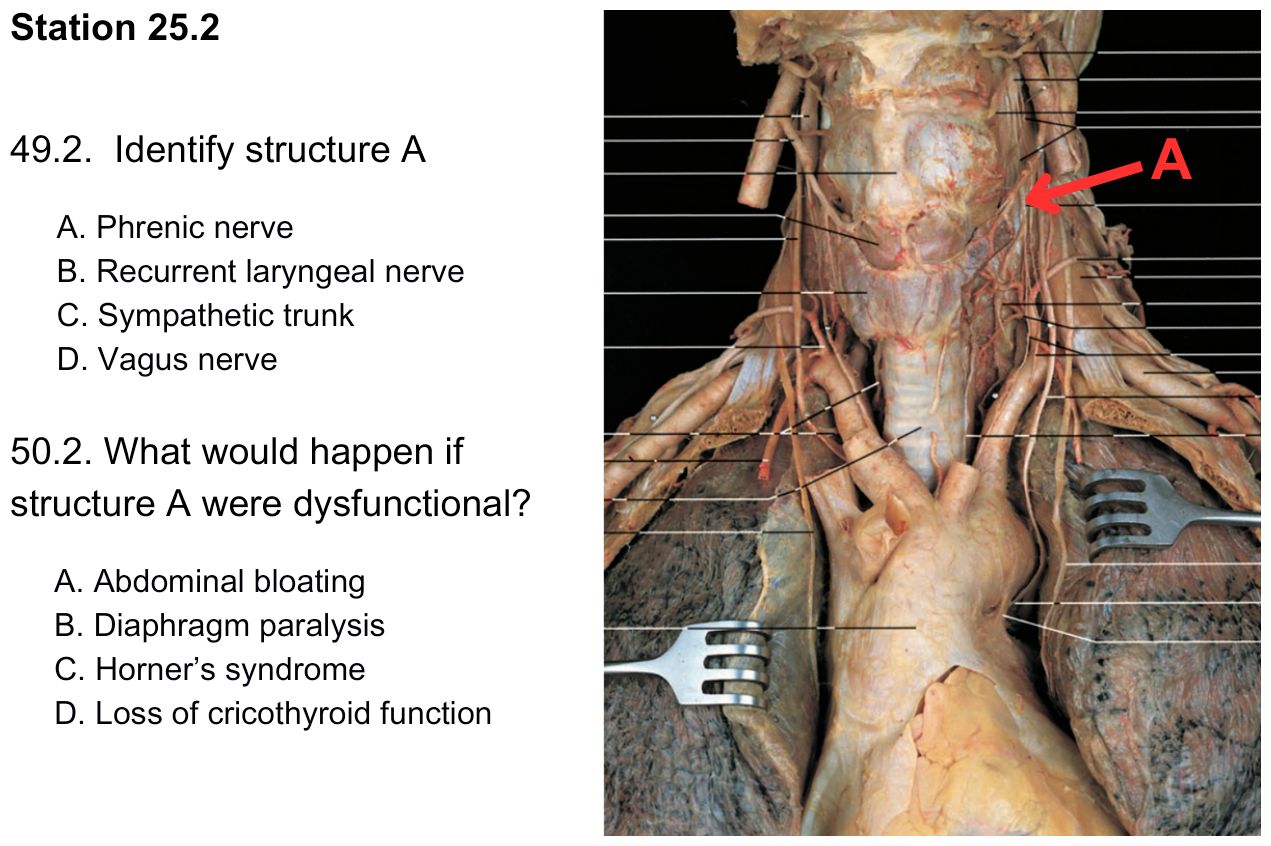 Station 25.2
49.2. Identify structure A
A. Phrenic nerve
B. Recurrent laryngeal nerve
C. Sympathetic trunk
D. Vagus nerve
50.2. What would happen if
structure A were dysfunctional?
A. Abdominal bloating
B. Diaphragm paralysis
C. Horner’s syndrome
D. Loss of cricothyroid function
A